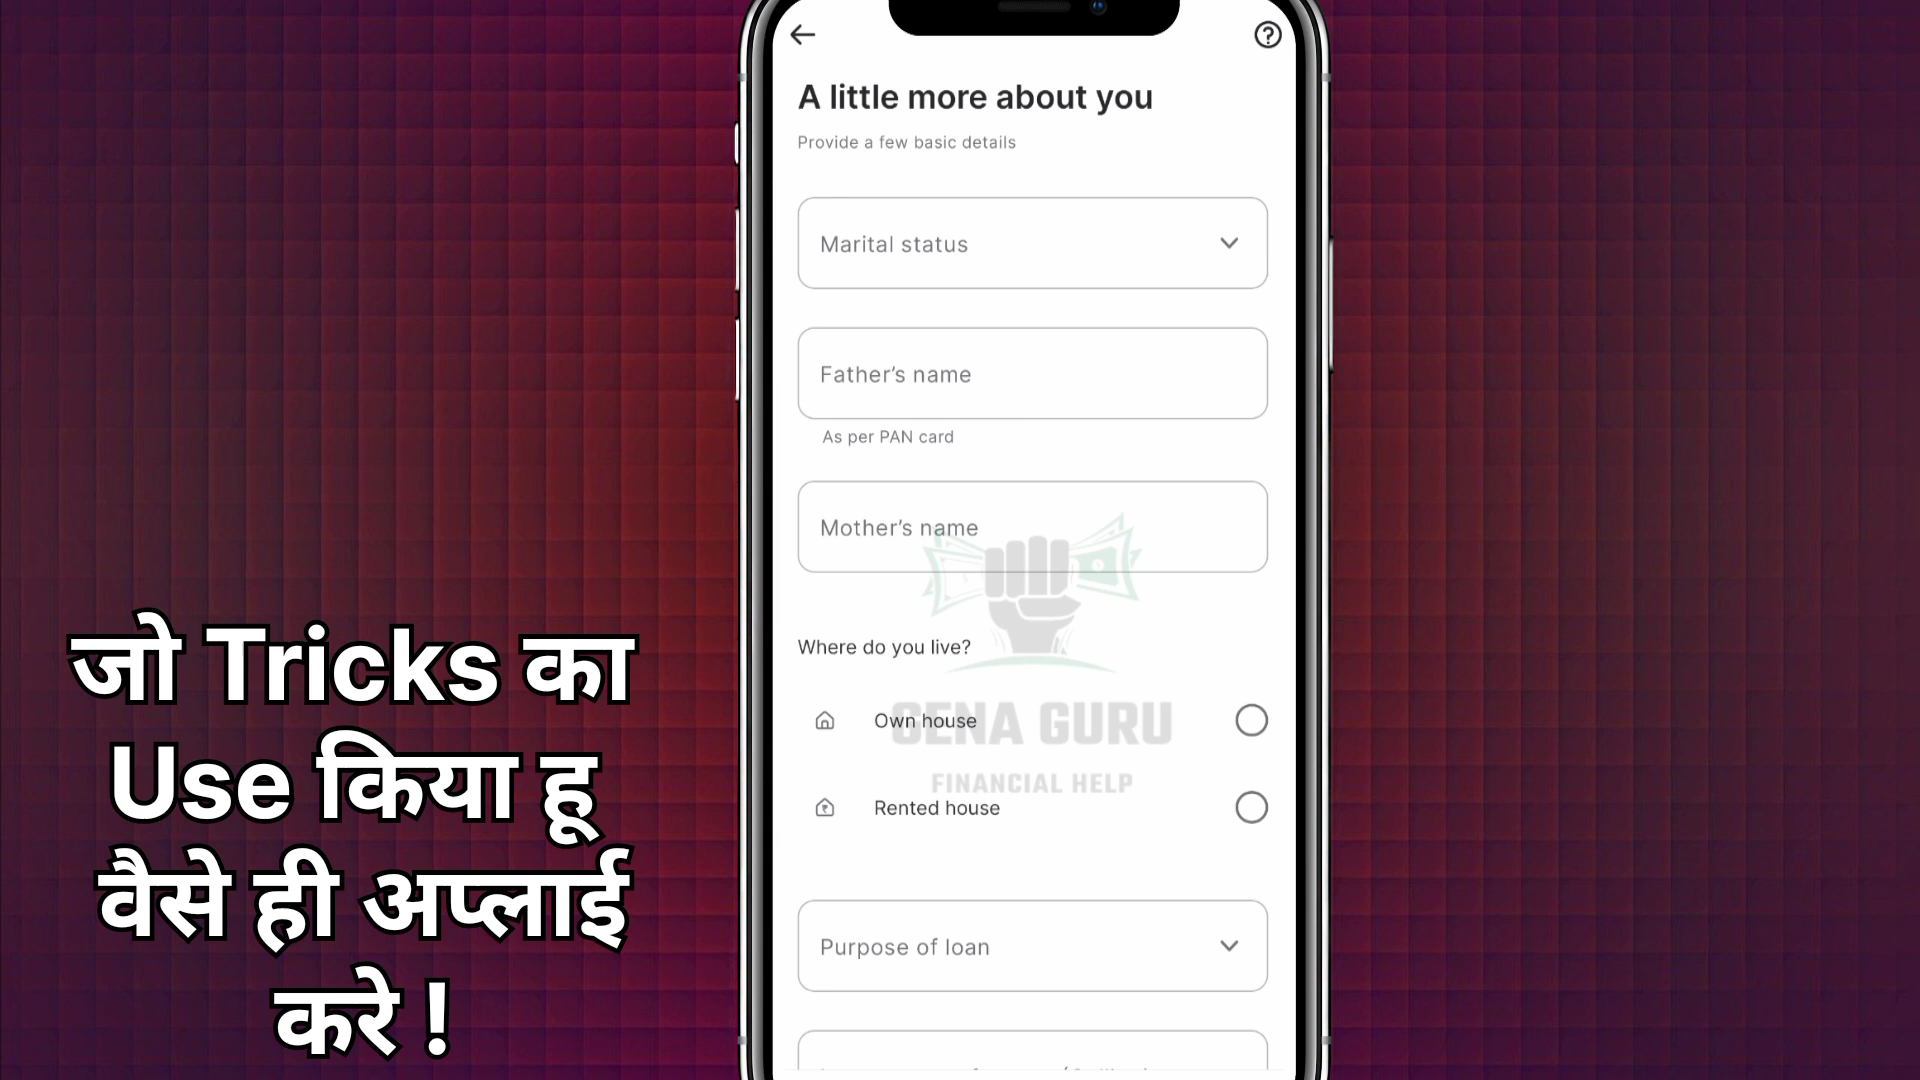 A little more about you
Provide a few basic details
Marital status
Father’s name
As per PAN card
Mother’s name
Where do you live?
Own house
GENA GURU
FINANCIAL HELP
Rented house
Purpose of loan
जो Tricks का
Use किया हू
वैसे ही अप्लाई
करे !